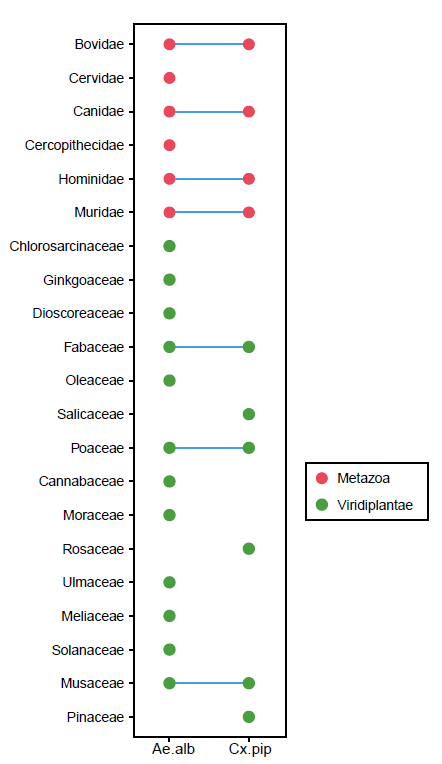 Bovidae
Cervidae
Canidae
Cercopithecidae
Hominidae
Muridae
Chlorosarcinaceae
Ginkgoaceae
Dioscoreaceae
Fabaceae
Oleaceae
Salicaceae
Poaceae
Cannabaceae
Moraceae
Rosaceae
Ulmaceae
Meliaceae
Solanaceae
Musaceae
Pinaceae
Ae.alb Cx.pip
Metazoa
Viridiplantae